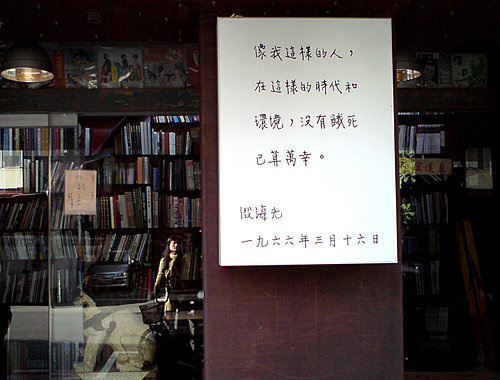 像我這樣的人，
在這樣的時代和
環境，沒有餓死
已算萬幸。
殷海光
一九六六年三月十六日